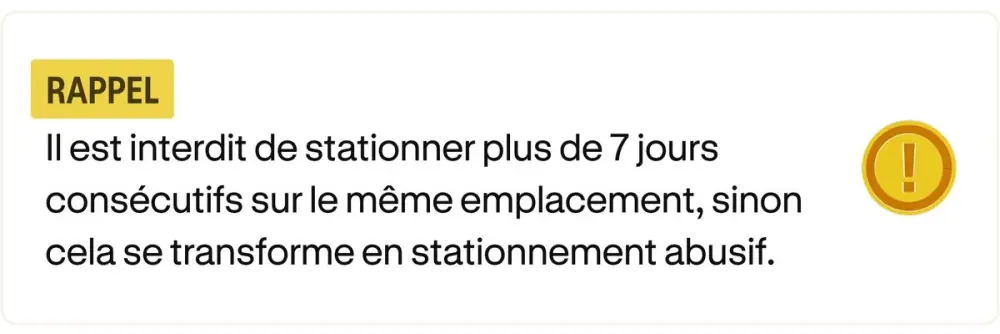 RAPPEL
Il est interdit de stationner plus de 7 jours
consécutifs sur le même emplacement, sinon
cela se transforme en stationnement abusif.